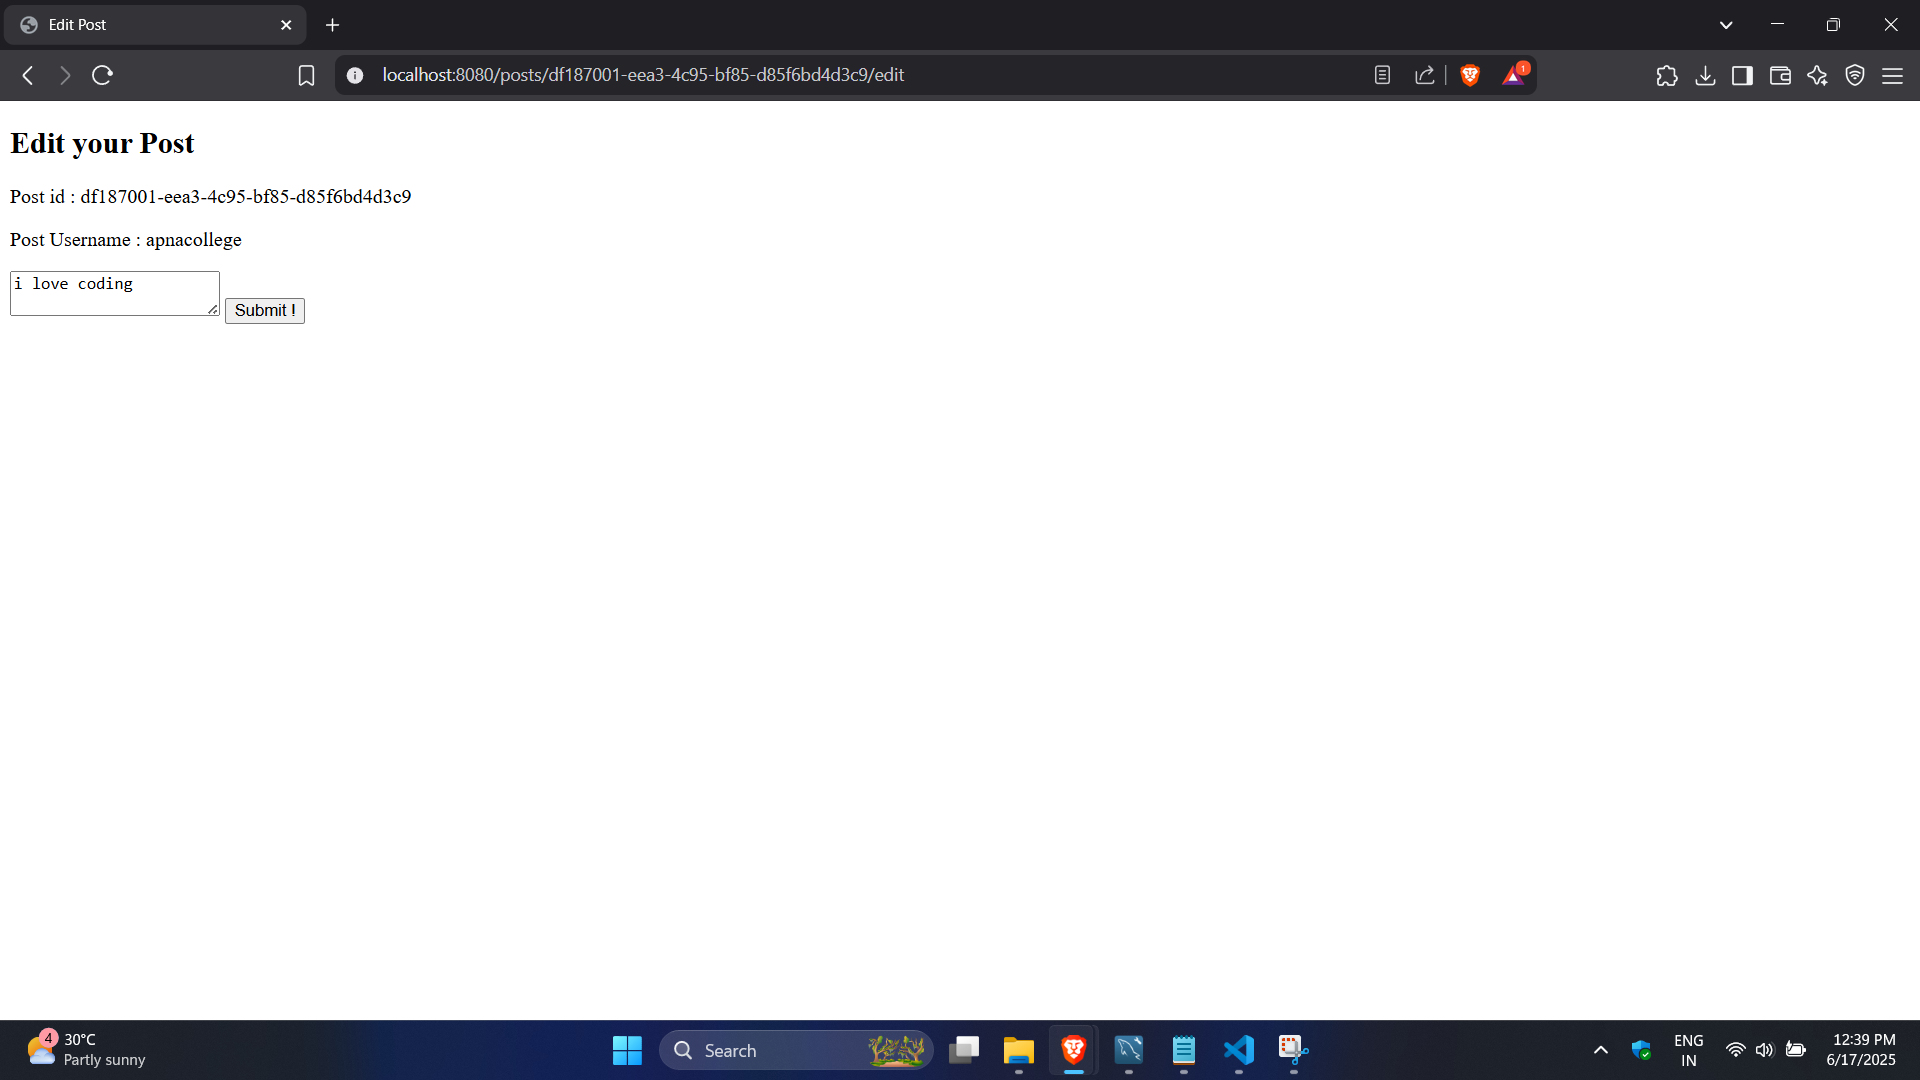 Edit Post
localhost:8080/posts/df187001-eea3-4c95-bf85-d85f6bd4d3c9/edit
1
Edit your Post
Post id : df187001-eea3-4c95-bf85-d85f6bd4d3c9
Post Username : apnacollege
i love coding
Submit !
4
30°C
Partly sunny
Search
ENG
IN
12:39 PM
6/17/2025